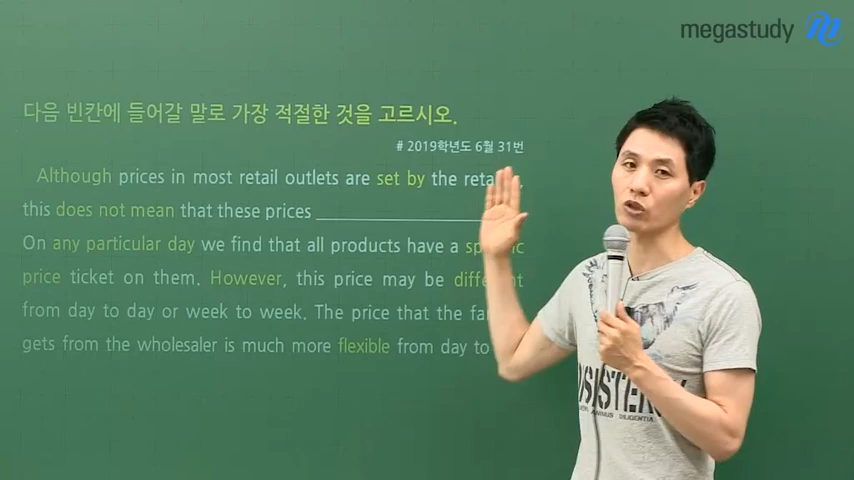 megastudy
다음 빈칸에 들어갈 말로 가장 적절한 것을 고르시오.
# 2019학년도 6월 31번
Although prices in most retail outlets are set by the
this does not mean that these prices
On any particular day we find that all products have a
price ticket on them. However, this price may be
from day to day or week to week. The price that the
gets from the wholesaler is much more flexible from day to